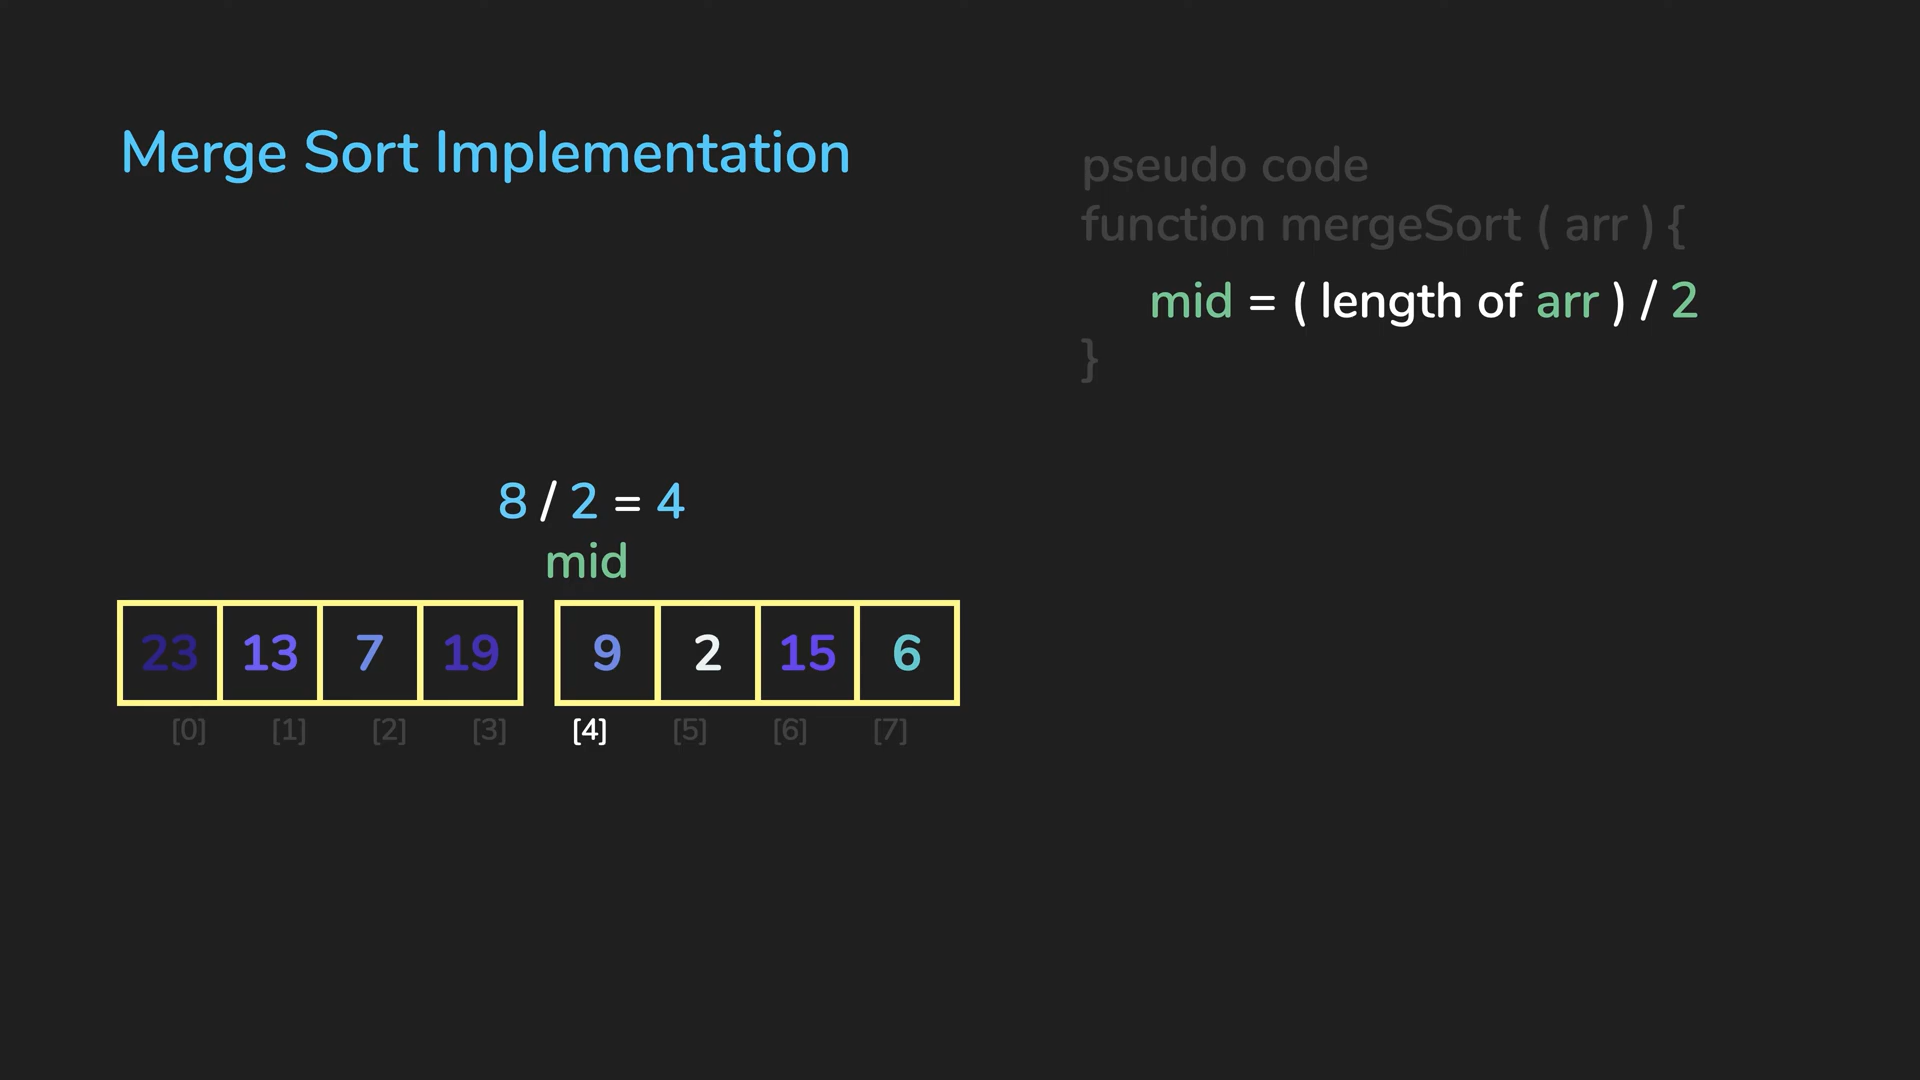 Merge Sort Implementation
pseudo code
function mergeSort ( arr ) {
mid = ( length of arr ) / 2
}
8 / 2 = 4
mid
23 13 7 19 9 2 15 6
[0] [1] [2] [3] [4] [5] [6] [7]